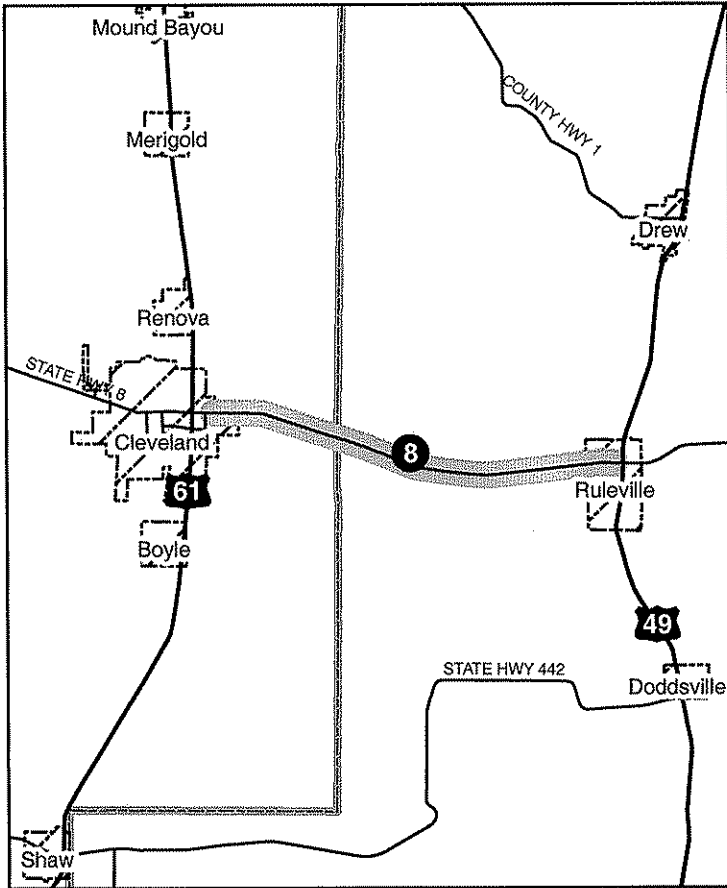 Mound Bayou
COUNTY HWY 1
Merigold
Drew
Renova
STATE HWY 8
Cleveland
8
61
Ruleville
Boyle
49
STATE HWY 442
Doddsville
Shaw